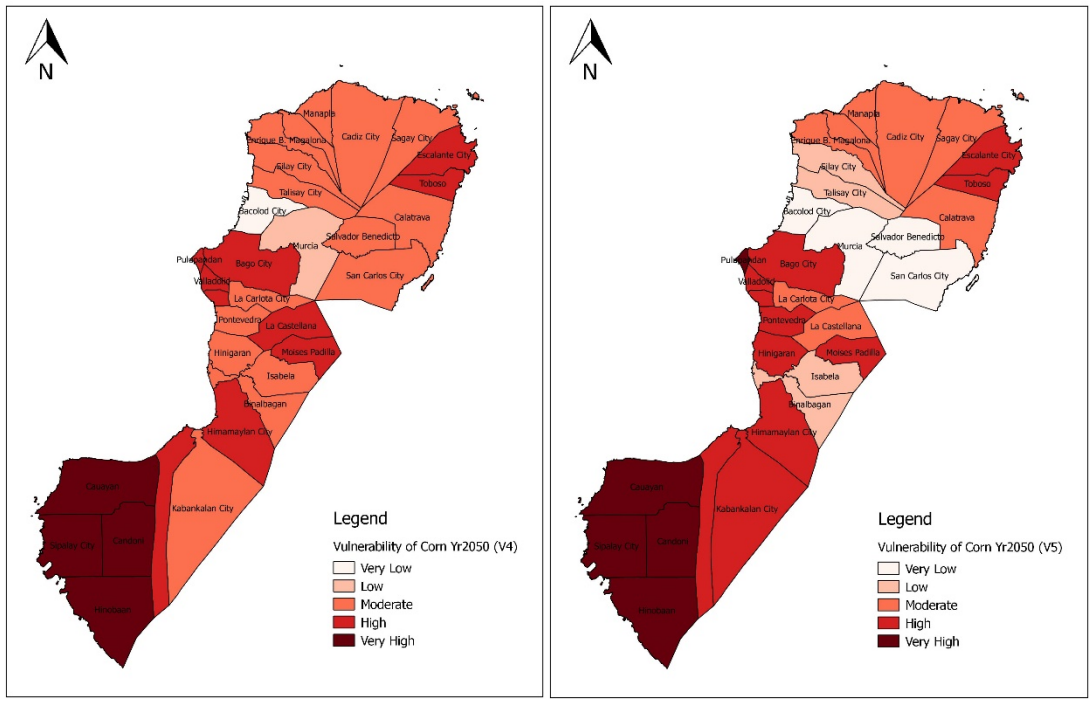 N
Manapla
Cadiz City
Sagay City
Enrique B. Magalona
Escalante City
Silay City
Toboso
Talisay City
Bacolod City
Calatrava
Salvador Benedicto
Murcia
Pulupandan
Bago City
San Carlos City
Valladolid
La Carlota City
Pontevedra
La Castellana
Hinigaran
Moises Padilla
Isabela
Binalbagan
Himamaylan City
Cauayan
Kabankalan City
Sipalay City
Candoni
Hinobaan
Legend
Vulnerability of Corn Yr2050 (V4)
Very Low
Low
Moderate
High
Very High
N
Manapla
Cadiz City
Sagay City
Enrique B. Magalona
Escalante City
Silay City
Toboso
Talisay City
Bacolod City
Calatrava
Salvador Benedicto
Murcia
Pulupandan
Bago City
San Carlos City
Valladolid
La Carlota City
Pontevedra
La Castellana
Hinigaran
Moises Padilla
Isabela
Binalbagan
Himamaylan City
Cauayan
Kabankalan City
Sipalay City
Candoni
Hinobaan
Legend
Vulnerability of Corn Yr2050 (V5)
Very Low
Low
Moderate
High
Very High